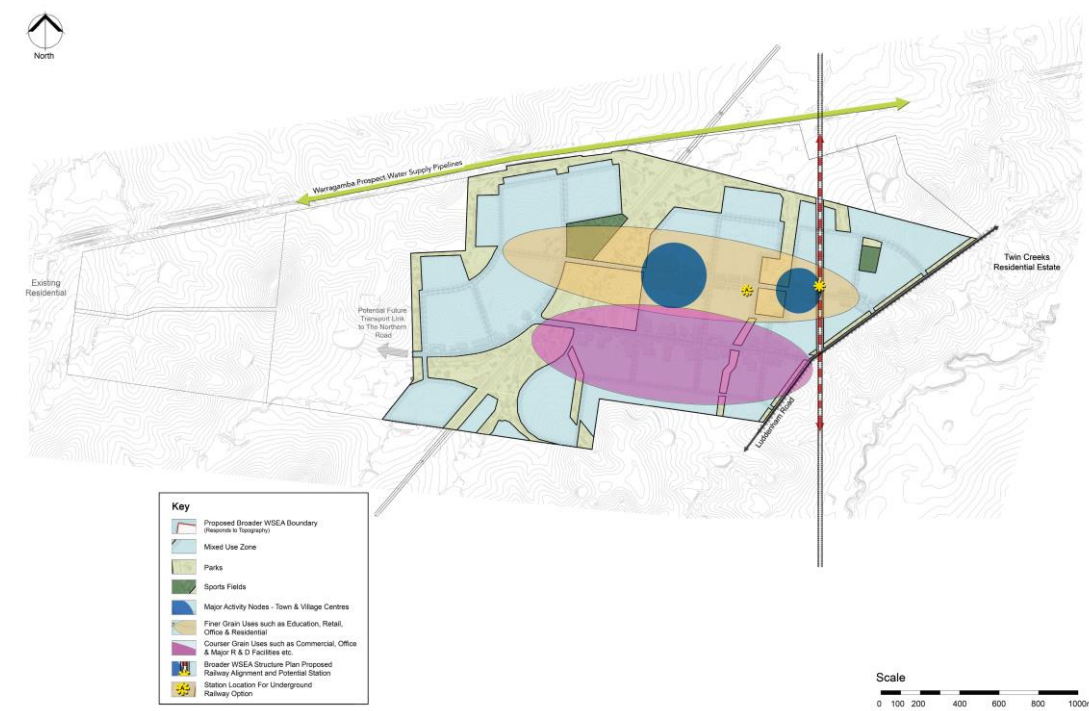 North
Warragamba Prospect Water Supply Pipelines
Twin Creeks
Residential Estate
Existing
Residential
Potential Future
Transport Link
to The Northern
Road
Luddenham Road
Key
Proposed Broader WSEA Boundary
(Responds to Topography)
Mixed Use Zone
Parks
Sports Fields
Major Activity Nodes - Town & Village Centres
Finer Grain Uses such as Education, Retail,
Office & Residential
Courser Grain Uses such as Commercial, Office
& Major R & D Facilities etc.
Broader WSEA Structure Plan Proposed
Railway Alignment and Potential Station
Station Location For Underground
Railway Option
Scale
0 100 200 400 600 800 1000